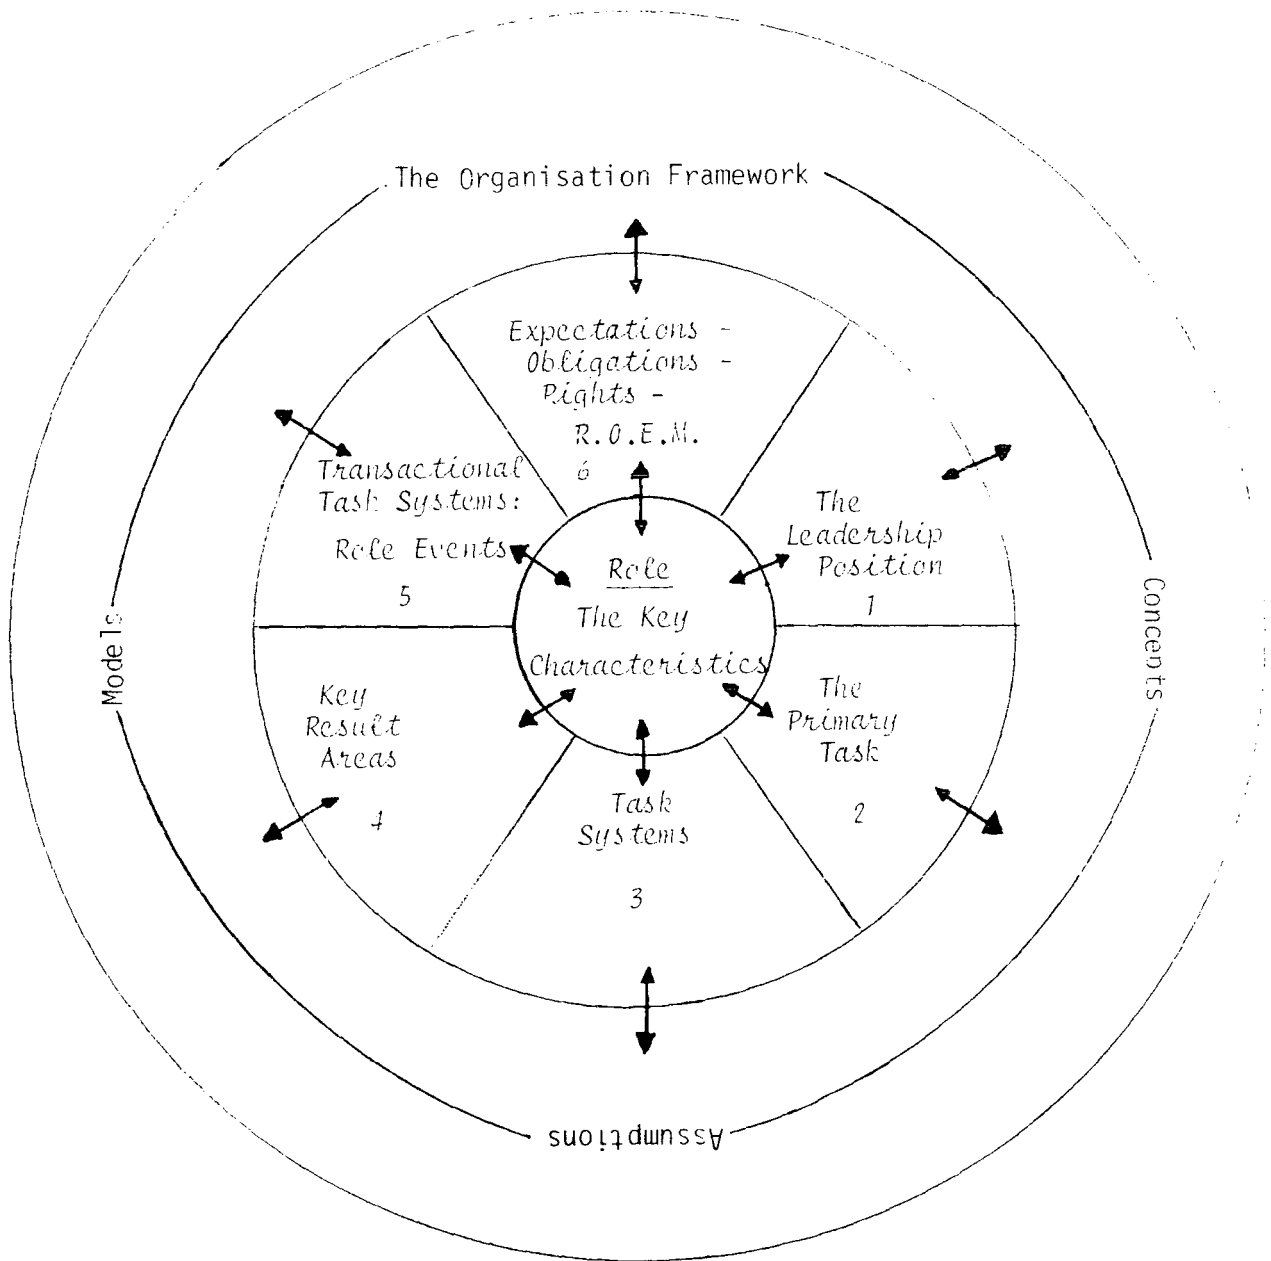 The Organisation Framework
Expectations -
Obligations -
Rights -
R.O.E.M.
6
Transactional
Task Systems:
Role Events
5
The
Leadership
Position
1
Role
The Key
Characteristics
Models
Concepts
Key
Result
Areas
4
The
Primary
Task
2
Task
Systems
3
Assumptions